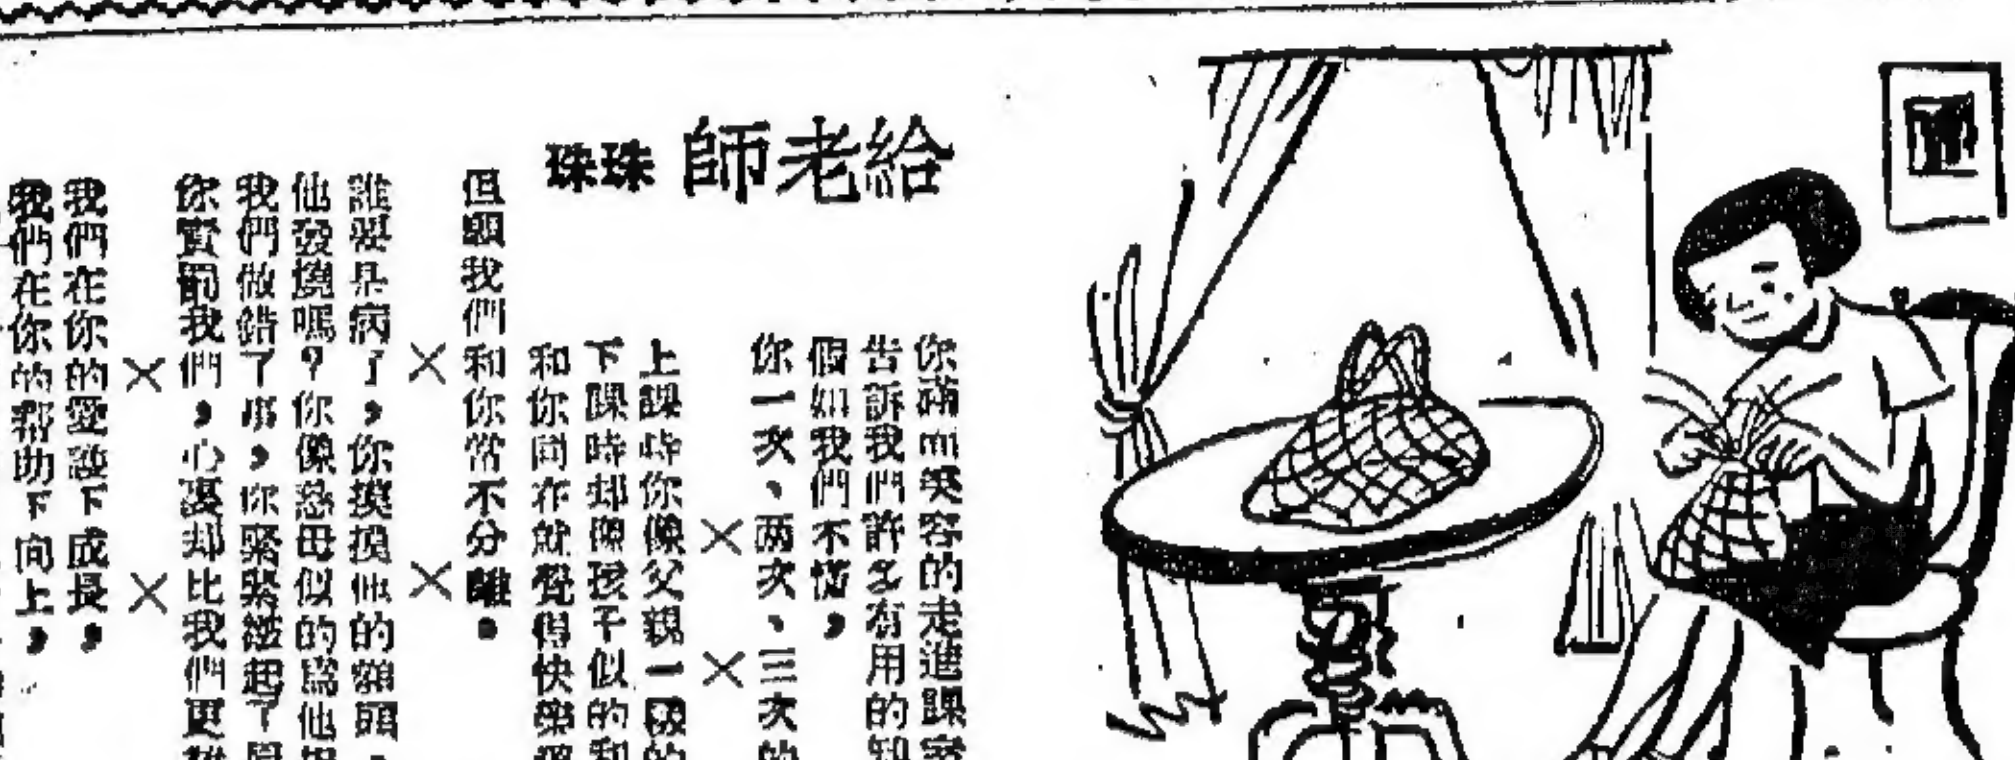 給老師 珠珠
你滿面笑容的走進課室
告訴我們許多有用的知
假如我們不懂,
你一次、两次、三次的
上課時你像父親一般的
下課時却像孩子似的和
和你同在就覺得快樂
但願我們和你常不分離。
誰要是病了,你摸摸他的額頭,
他發燒嗎?你像慈母似的爲他
我們做錯了事,你緊緊皺起了眉
你責罰我們,心裏却比我們更
我們在你的愛護下成長,
我們在你的帮助下向上,